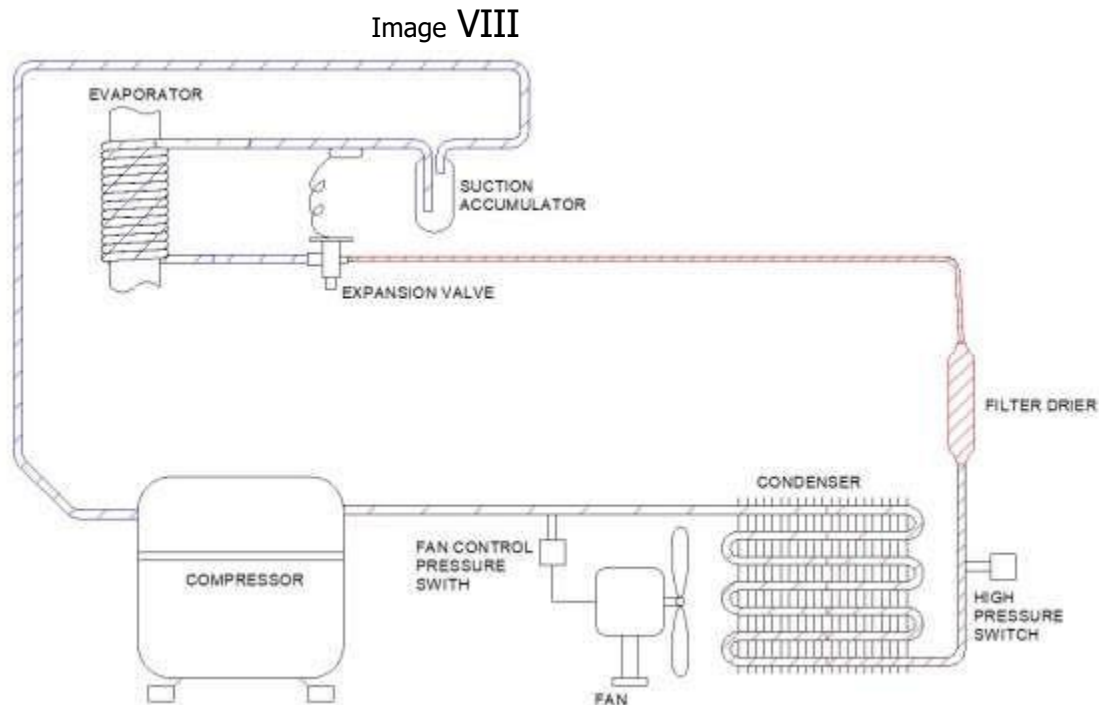 Image VIII
EVAPORATOR
SUCTION
ACCUMULATOR
EXPANSION VALVE
FILTER DRIER
CONDENSER
FAN CONTROL
PRESSURE
SWITH
COMPRESSOR
HIGH
PRESSURE
SWITCH
FAN